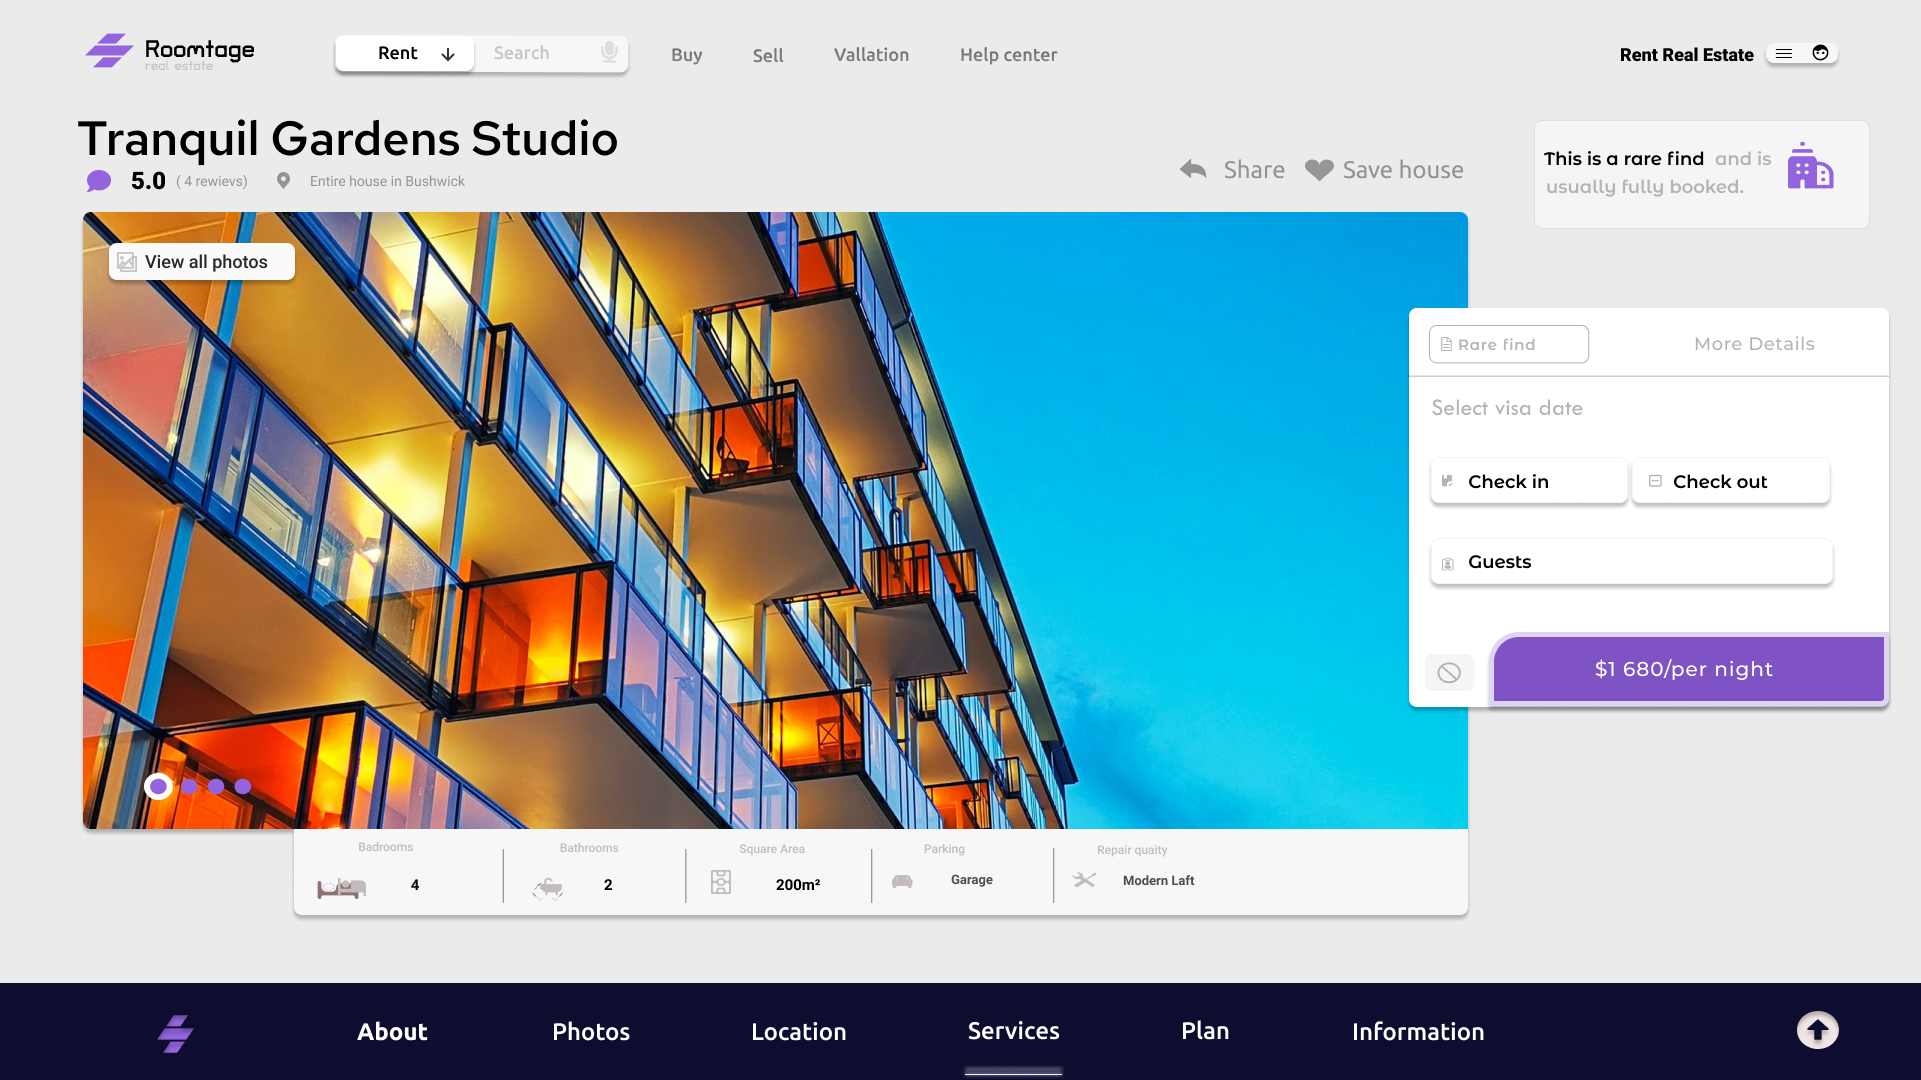 Roomtage
real estate
Rent
Search
Buy
Sell
Vallation
Help center
Rent Real Estate
Tranquil Gardens Studio
5.0 ( 4 rewievs)
Entire house in Bushwick
Share
Save house
This is a rare find and is
usually fully booked.
View all photos
Rare find
More Details
Select visa date
Check in
Check out
Guests
$1 680/per night
Badrooms
4
Bathrooms
2
Square Area
200m²
Parking
Garage
Repair quaity
Modern Laft
About
Photos
Location
Services
Plan
Information